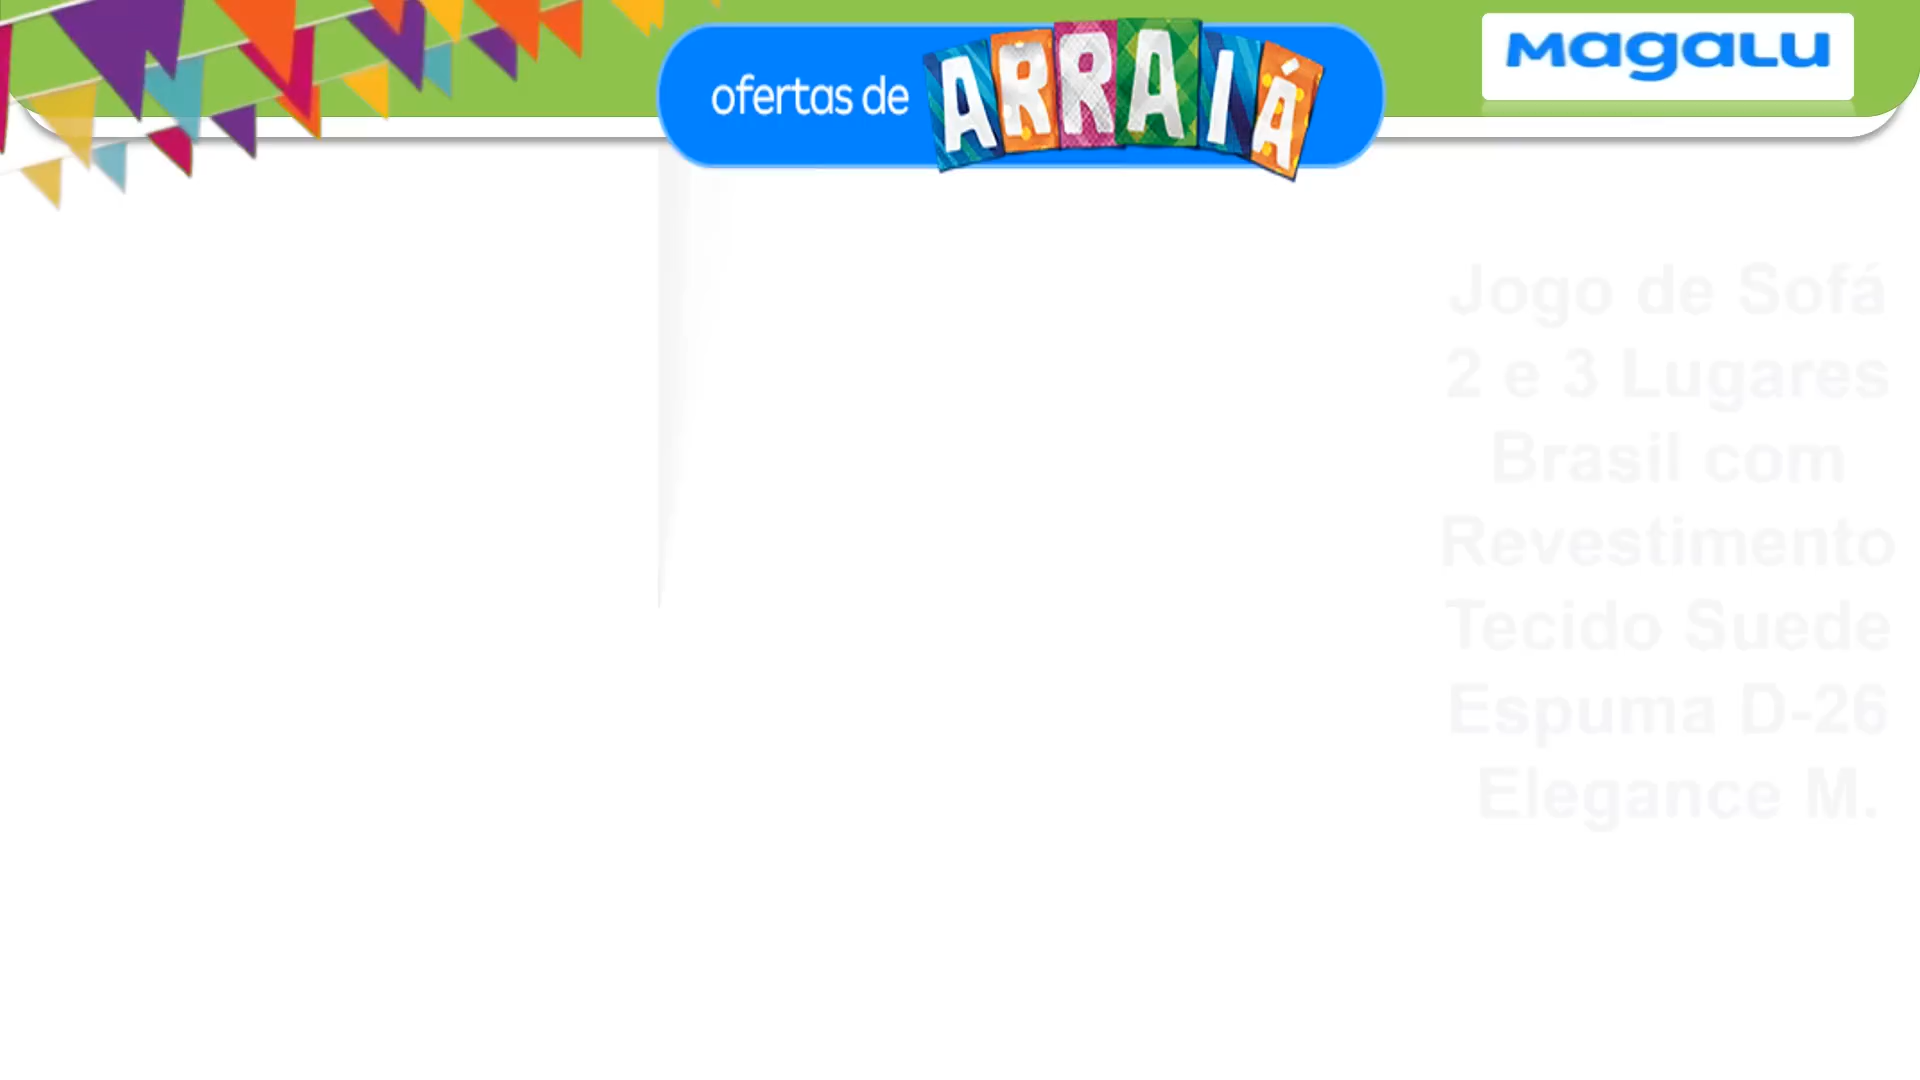 ofertas de ARRAIÁ
Magalu
Jogo de Sofá
2 e 3 Lugares
Brasil com
Revestimento
Tecido Suede
Espuma D-26
Elegance M.